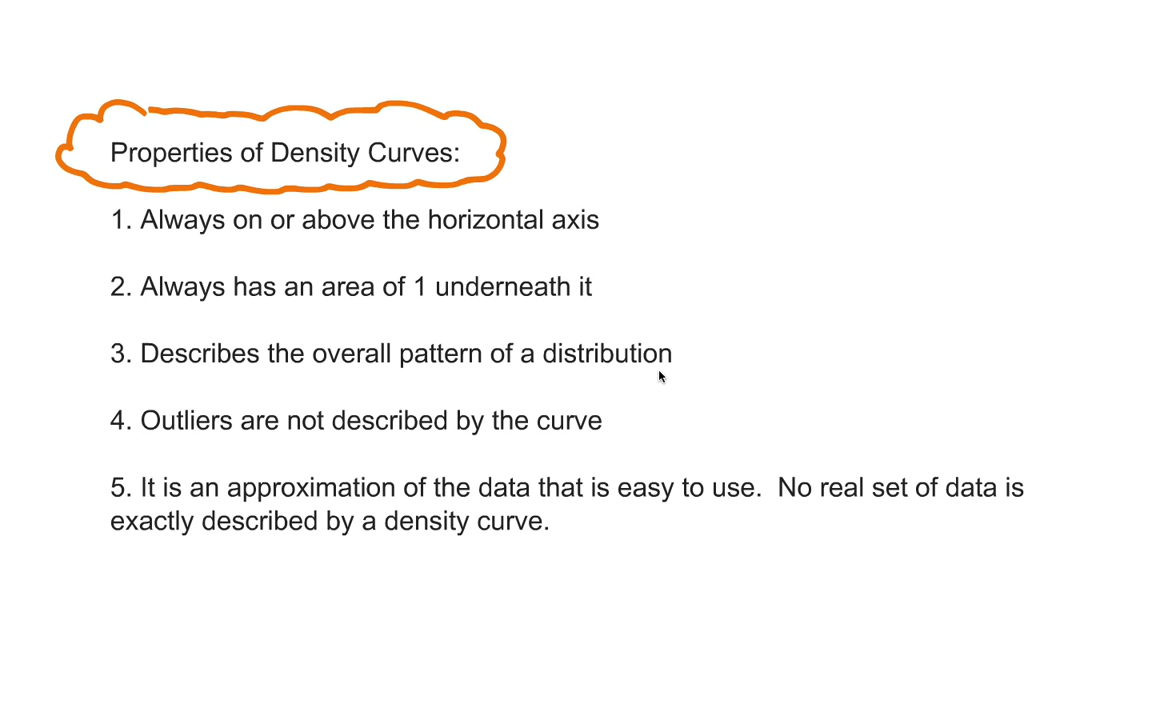 Properties of Density Curves:
1. Always on or above the horizontal axis
2. Always has an area of 1 underneath it
3. Describes the overall pattern of a distribution
4. Outliers are not described by the curve
5. It is an approximation of the data that is easy to use.  No real set of data is
exactly described by a density curve.